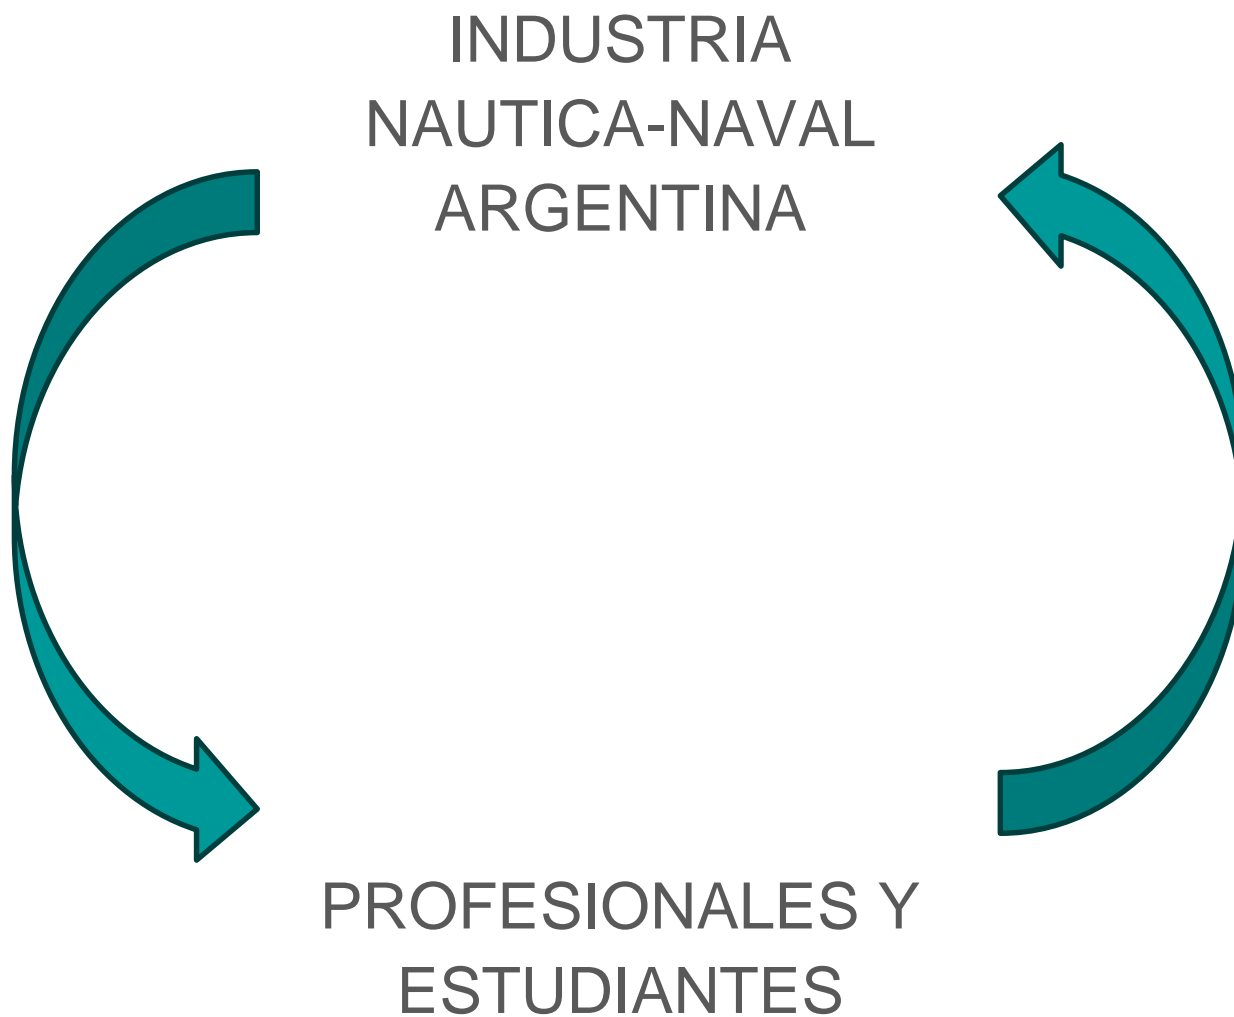 INDUSTRIA
NAUTICA-NAVAL
ARGENTINA
PROFESIONALES Y
ESTUDIANTES